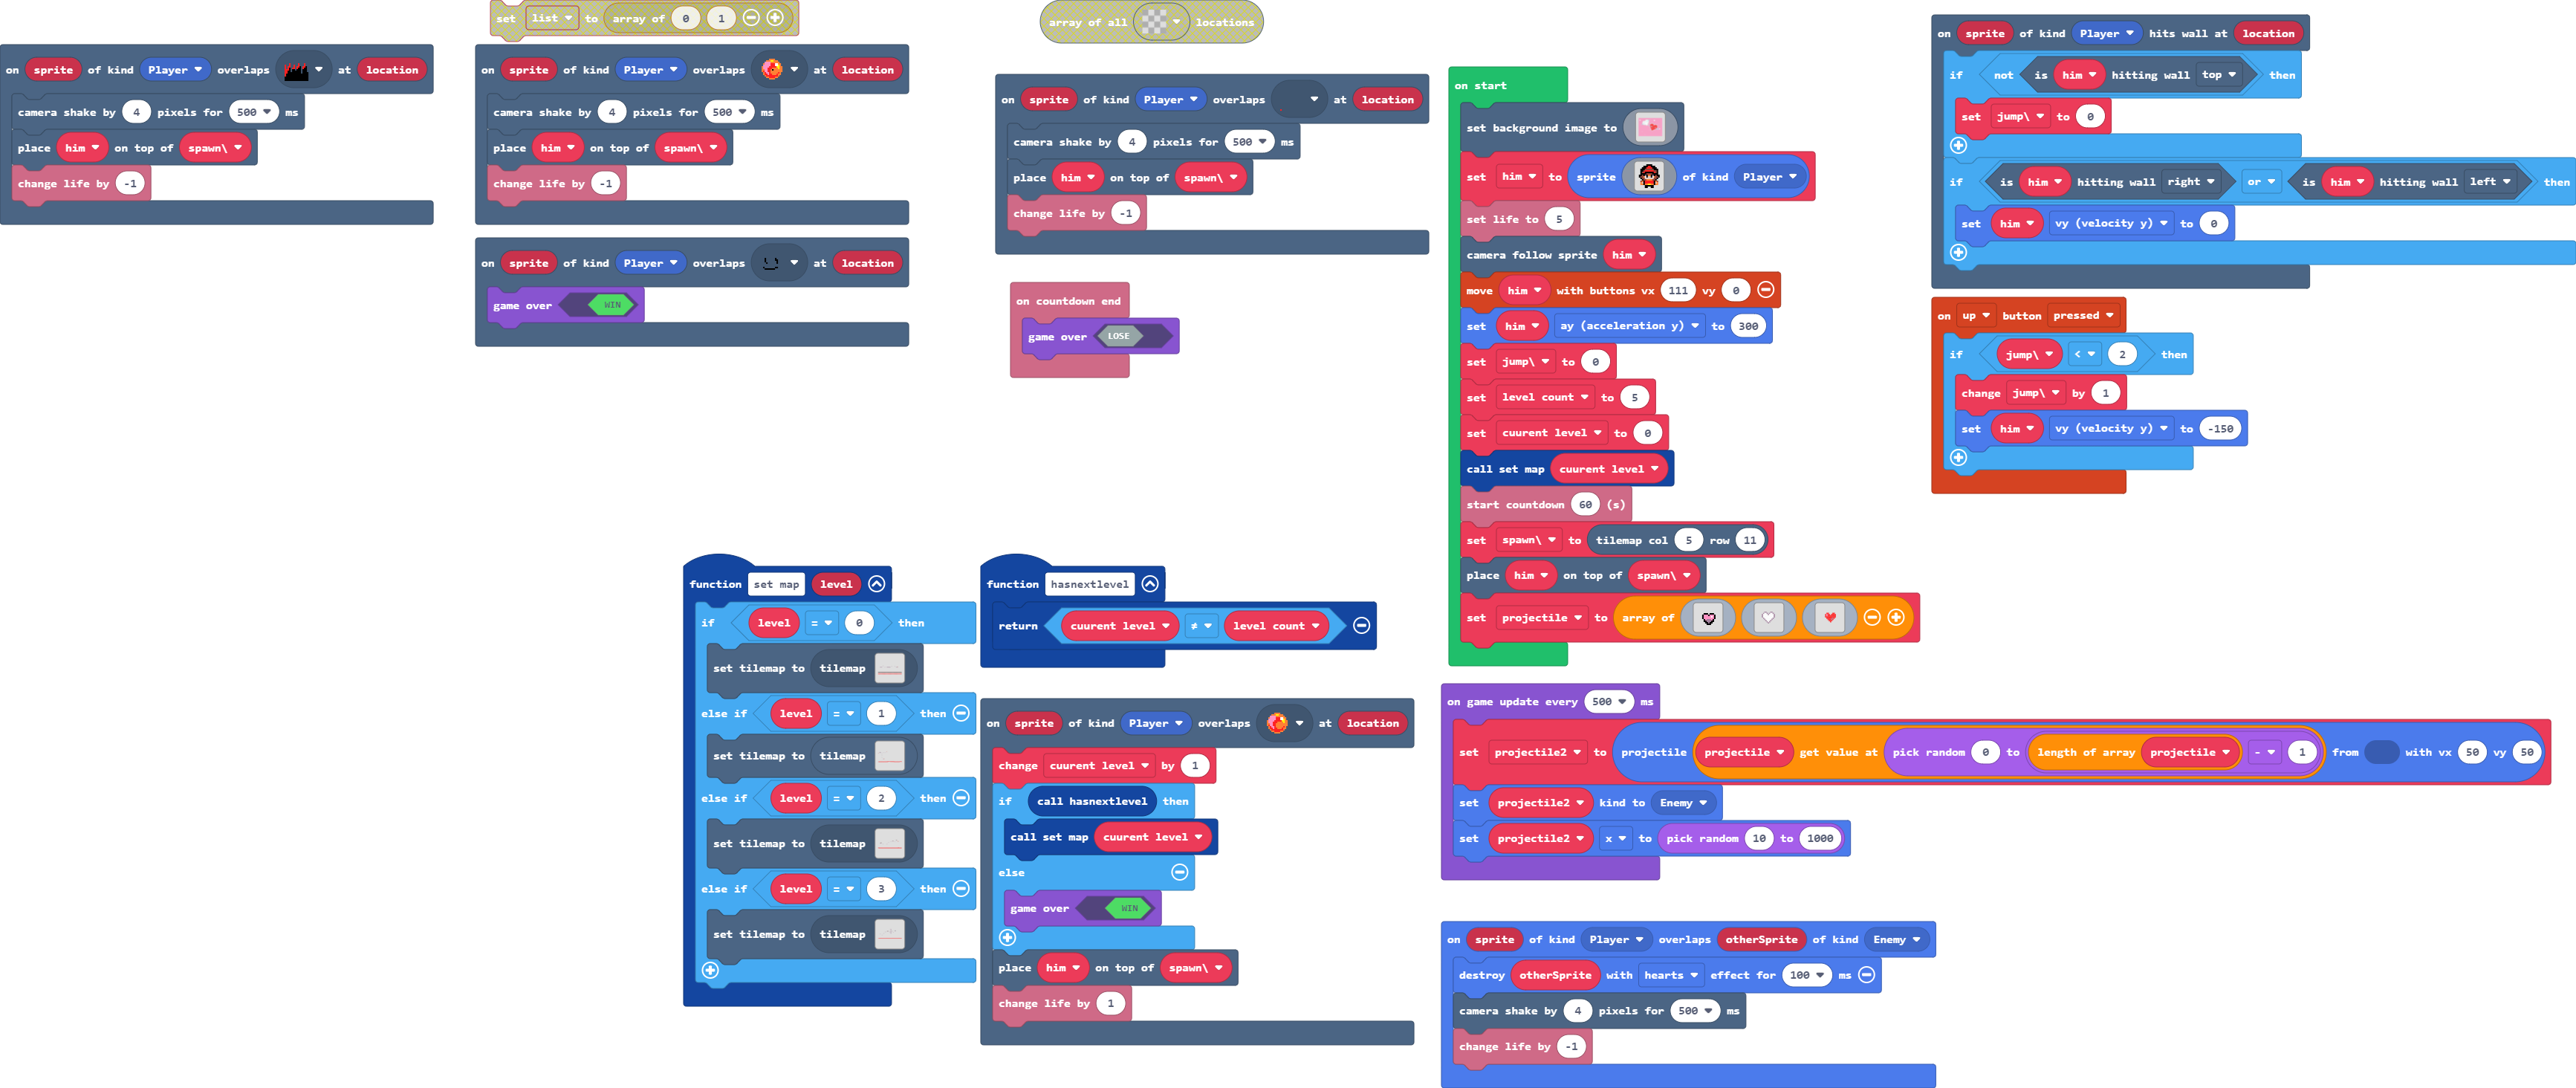 set list to array of 0 1
on sprite of kind Player overlaps at location
camera shake by 4 pixels for 500 ms
place him on top of spawn\
change life by -1
on sprite of kind Player overlaps at location
camera shake by 4 pixels for 500 ms
place him on top of spawn\
change life by -1
on sprite of kind Player overlaps at location
game over WIN
array of all locations
on sprite of kind Player overlaps at location
camera shake by 4 pixels for 500 ms
place him on top of spawn\
change life by -1
on countdown end
game over LOSE
on start
set background image to
set him to sprite of kind Player
set life to 5
camera follow sprite him
move him with buttons vx 111 vy 0
set him ay (acceleration y) to 300
set jump\ to 0
set level count to 5
set cuurent level to 0
call set map cuurent level
start countdown 60 (s)
set spawn\ to tilemap col 5 row 11
place him on top of spawn\
set projectile to array of
on sprite of kind Player hits wall at location
if not is him hitting wall top then
set jump\ to 0
if is him hitting wall right or is him hitting wall left then
set him vy (velocity y) to 0
on up button pressed
if jump\ < 2 then
change jump\ by 1
set him vy (velocity y) to -150
function set map level
if level = 0 then
set tilemap to tilemap
else if level = 1 then
set tilemap to tilemap
else if level = 2 then
set tilemap to tilemap
else if level = 3 then
set tilemap to tilemap
function hasnextlevel
return cuurent level ≠ level count
on sprite of kind Player overlaps at location
change cuurent level by 1
if call hasnextlevel then
call set map cuurent level
else
game over WIN
place him on top of spawn\
change life by 1
on game update every 500 ms
set projectile2 to projectile projectile get value at pick random 0 to length of array projectile - 1 from with vx 50 vy 50
set projectile2 kind to Enemy
set projectile2 x to pick random 10 to 1000
on sprite of kind Player overlaps otherSprite of kind Enemy
destroy otherSprite with hearts effect for 100 ms
camera shake by 4 pixels for 500 ms
change life by -1